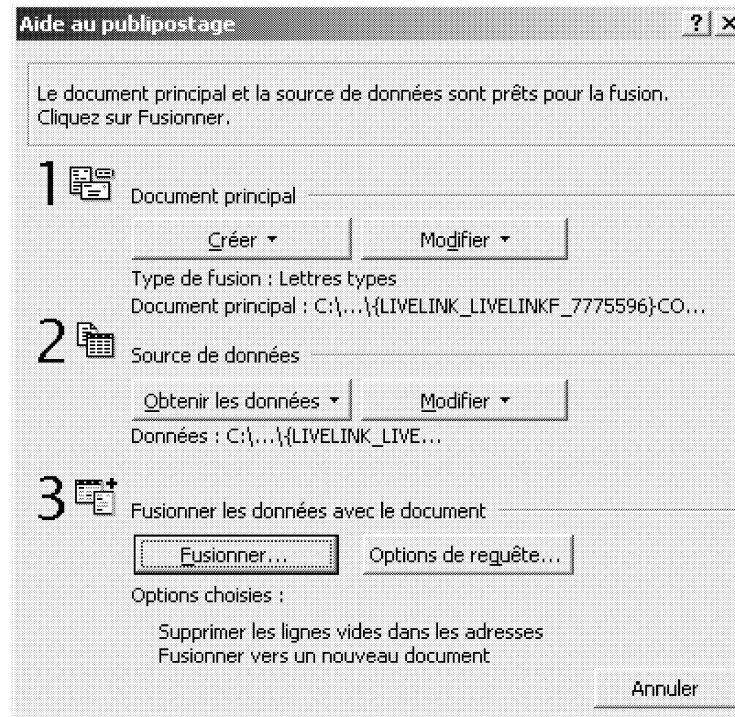 Aide au publipostage
Le document principal et la source de données sont prêts pour la fusion.
Cliquez sur Fusionner.
1
Document principal
Créer Modifier
Type de fusion : Lettres types
Document principal : C:\...\{LIVELINK_LIVELINKF_7775596}CO...
2
Source de données
Obtenir les données Modifier
Données : C:\...\{LIVELINK_LIVE...
3
Fusionner les données avec le document
Fusionner... Options de requête...
Options choisies :
Supprimer les lignes vides dans les adresses
Fusionner vers un nouveau document
Annuler